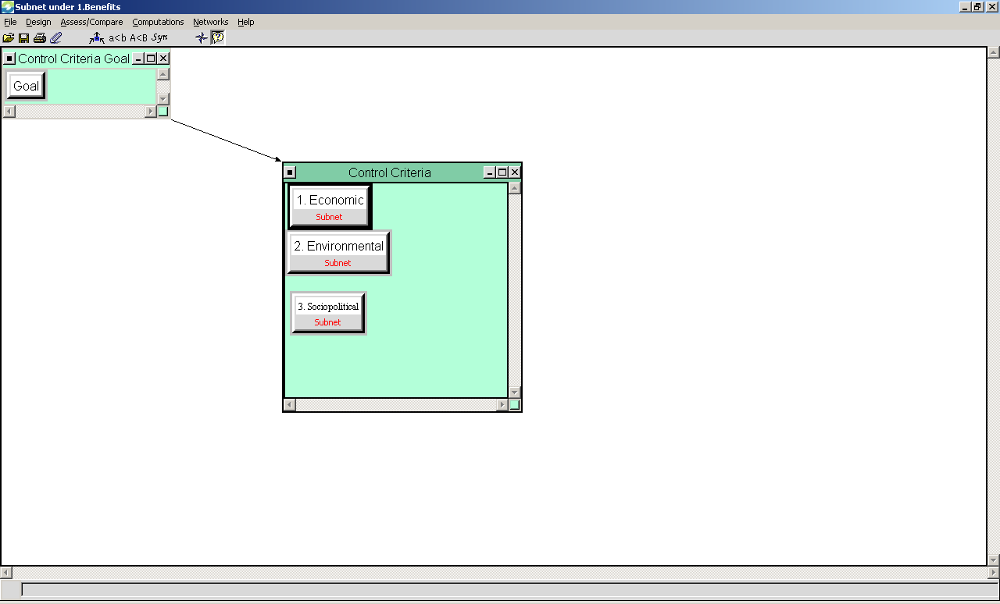 Subnet under 1.Benefits
File Design Assess/Compare Computations Networks Help
a<b A<B Syn
Control Criteria Goal
Goal
Control Criteria
1. Economic
Subnet
2. Environmental
Subnet
3. Sociopolitical
Subnet